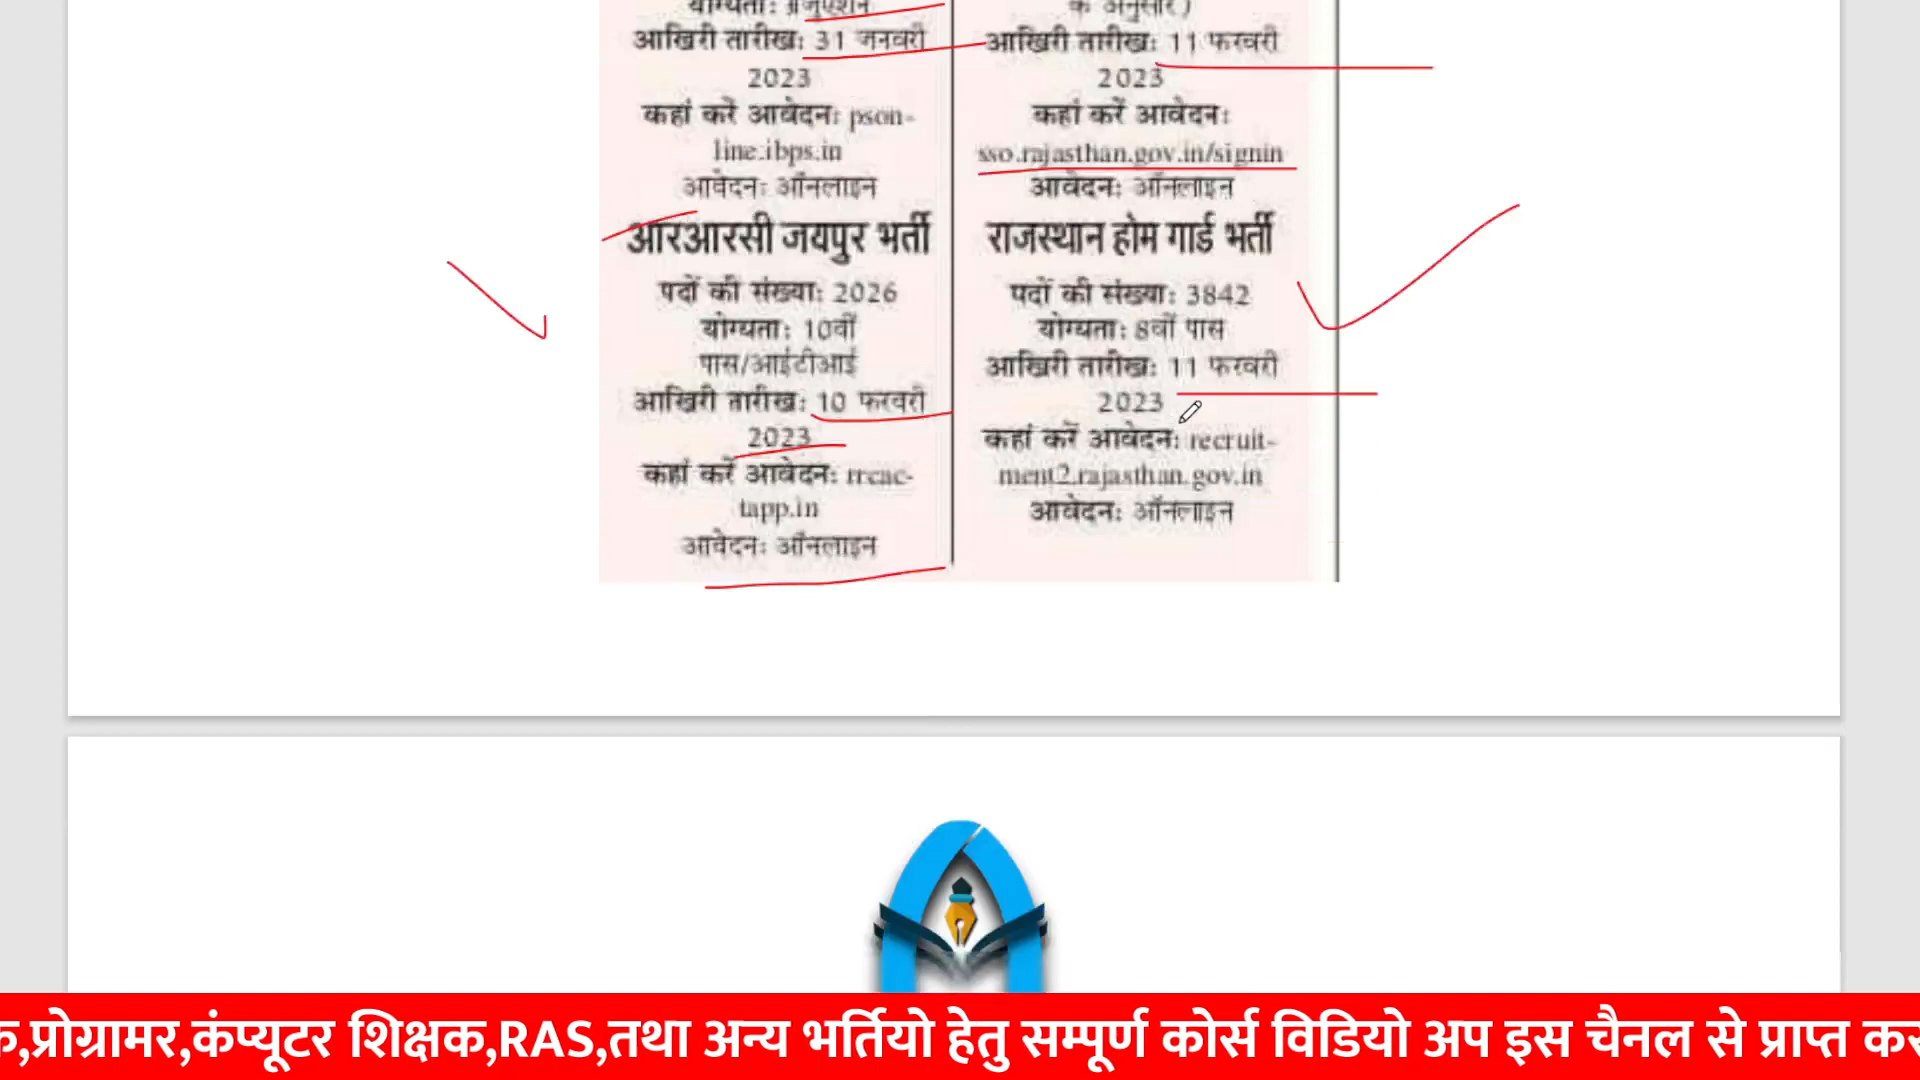 योग्यता: ग्रेजुएशन
आखिरी तारीख: 31 जनवरी
2023
कहां करें आवेदन: pson-
line.ibps.in
आवेदन: ऑनलाइन
आरआरसी जयपुर भर्ती
पदों की संख्या: 2026
योग्यता: 10वीं
पास/आईटीआई
आखिरी तारीख: 10 फरवरी
2023
कहां करें आवेदन: rrcac-
tapp.in
आवेदन: ऑनलाइन
के अनुसार)
आखिरी तारीख: 11 फरवरी
2023
कहां करें आवेदन:
sso.rajasthan.gov.in/signin
आवेदन: ऑनलाइन
राजस्थान होम गार्ड भर्ती
पदों की संख्या: 3842
योग्यता: 8वीं पास
आखिरी तारीख: 11 फरवरी
2023
कहां करें आवेदन: recruit-
ment2.rajasthan.gov.in
आवेदन: ऑनलाइन
,प्रोग्रामर,कंप्यूटर शिक्षक,RAS,तथा अन्य भर्तियो हेतु सम्पूर्ण कोर्स विडियो अप इस चैनल से प्राप्त